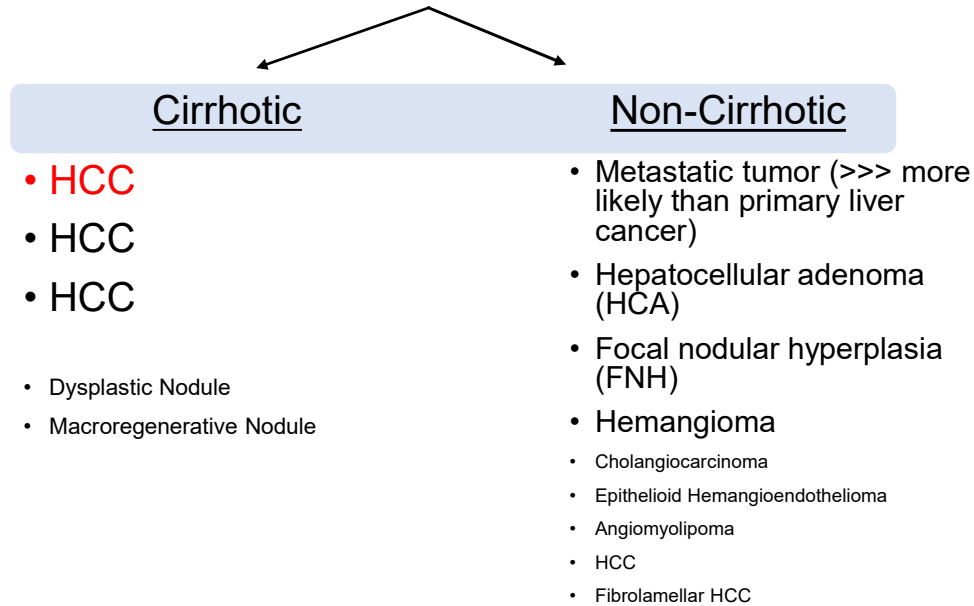 Cirrhotic
• HCC
• HCC
• HCC
• Dysplastic Nodule
• Macroregenerative Nodule
Non-Cirrhotic
• Metastatic tumor (>>> more
likely than primary liver
cancer)
• Hepatocellular adenoma
(HCA)
• Focal nodular hyperplasia
(FNH)
• Hemangioma
• Cholangiocarcinoma
• Epithelioid Hemangioendothelioma
• Angiomyolipoma
• HCC
• Fibrolamellar HCC